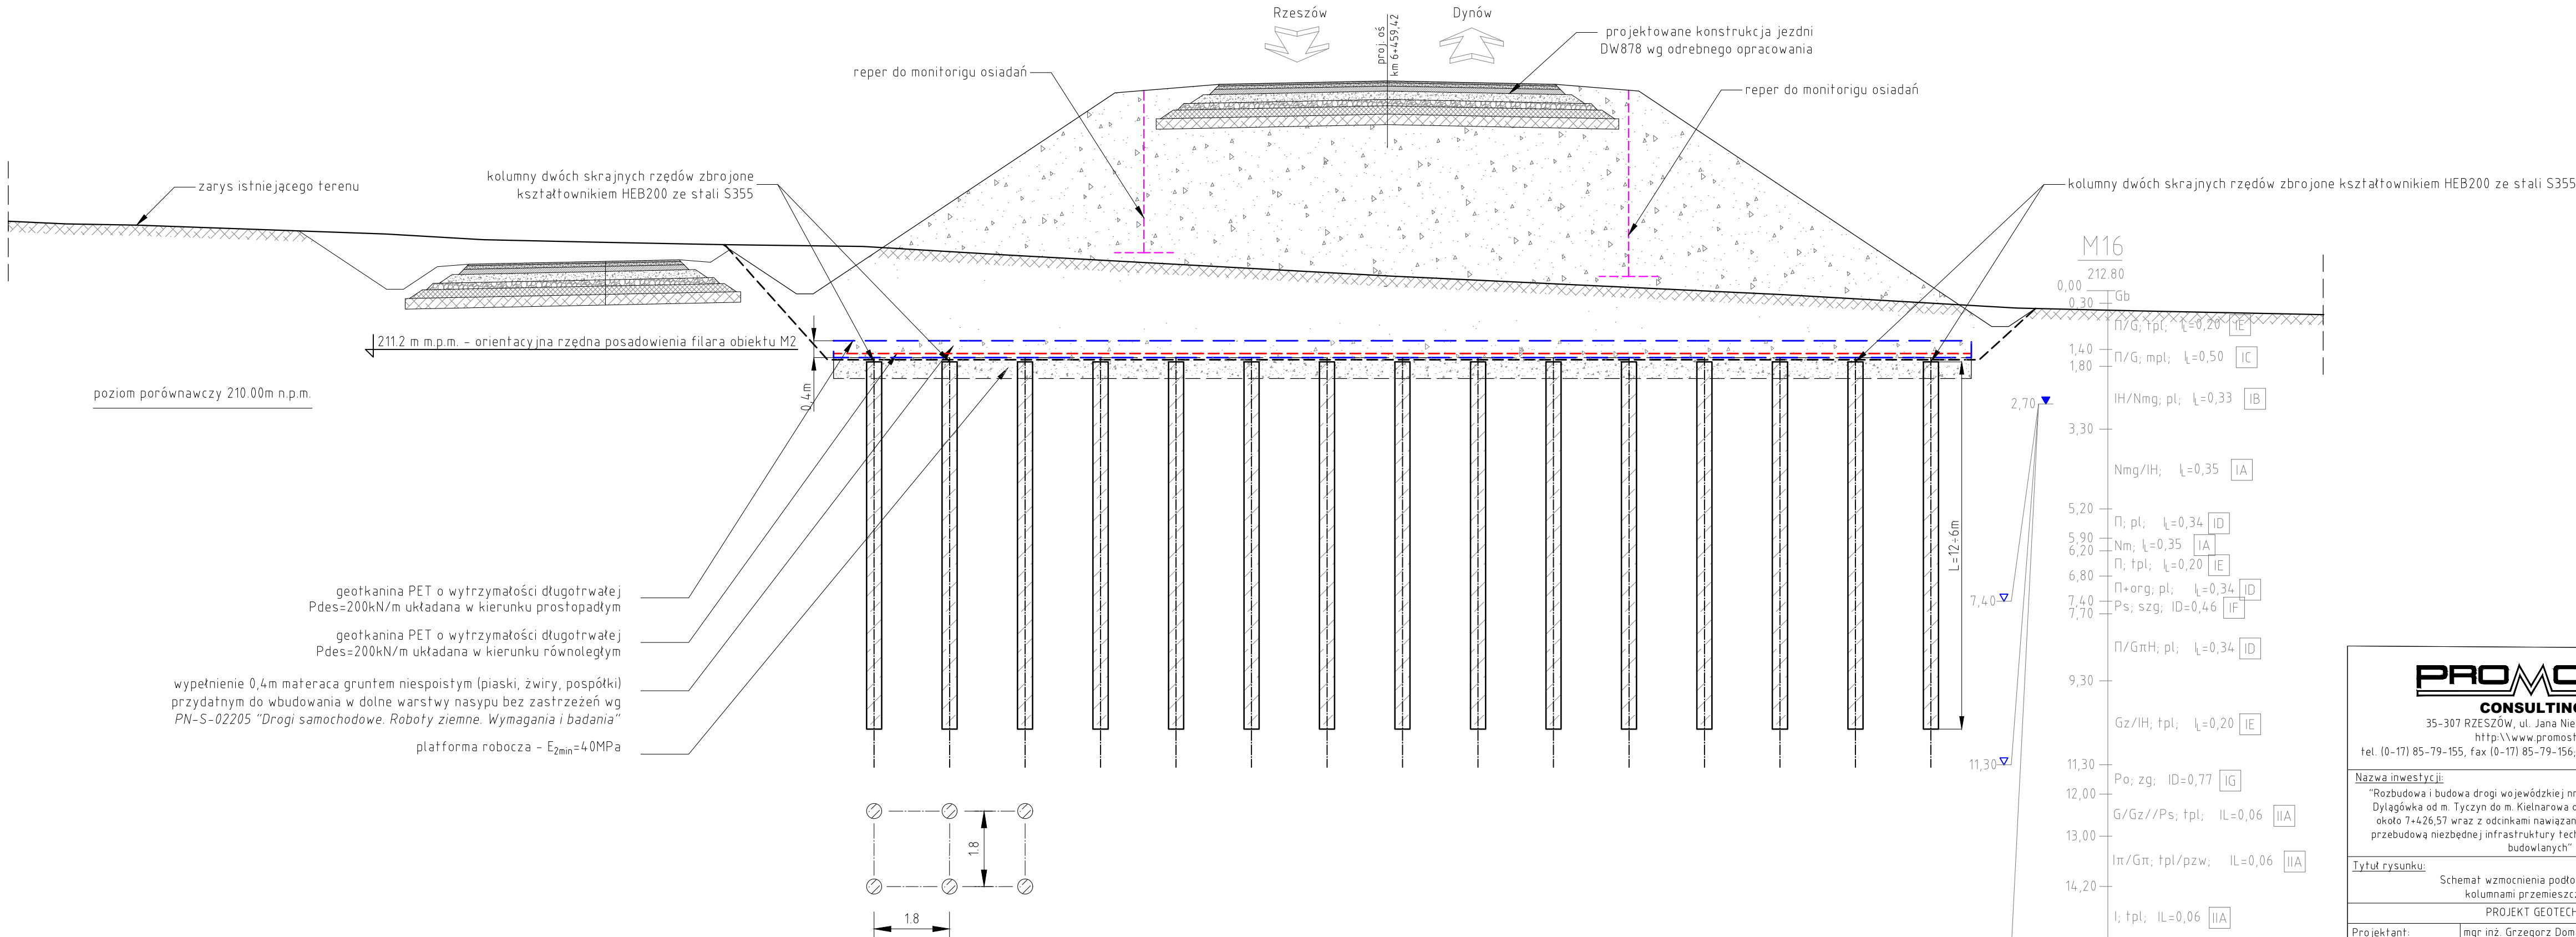 Rzeszów
Dynów
proj. oś
km 6+459,42
projektowane konstrukcja jezdni
DW878 wg odrebnego opracowania
reper do monitorigu osiadań
reper do monitorigu osiadań
zarys istniejącego terenu
kolumny dwóch skrajnych rzędów zbrojone
kształtownikiem HEB200 ze stali S355
kolumny dwóch skrajnych rzędów zbrojone kształtownikiem HEB200 ze stali S355
211.2 m m.p.m. - orientacyjna rzędna posadowienia filara obiektu M2
poziom porównawczy 210.00m n.p.m.
0,4m
L=12÷6m
geotkanina PET o wytrzymałości długotrwałej
Pdes=200kN/m układana w kierunku prostopadłym
geotkanina PET o wytrzymałości długotrwałej
Pdes=200kN/m układana w kierunku równoległym
wypełnienie 0,4m materaca gruntem niespoistym (piaski, żwiry, pospółki)
przydatnym do wbudowania w dolne warstwy nasypu bez zastrzeżeń wg
PN-S-02205 "Drogi samochodowe. Roboty ziemne. Wymagania i badania"
platforma robocza - E2min=40MPa
1.8
1.8
M16
212.80
0,00
Gb
0,30
Π/G; tpl; IL=0,20 IE
1,40
Π/G; mpl; IL=0,50 IC
1,80
IH/Nmg; pl; IL=0,33 IB
2,70
3,30
Nmg/IH; IL=0,35 IA
5,20
Π; pl; IL=0,34 ID
5,90
Nm; IL=0,35 IA
6,20
Π; tpl; IL=0,20 IE
6,80
Π+org; pl; IL=0,34 ID
7,40
7,40
Ps; szg; ID=0,46 IF
7,70
Π/GπH; pl; IL=0,34 ID
9,30
Gz/IH; tpl; IL=0,20 IE
11,30
11,30
Po; zg; ID=0,77 IG
12,00
G/Gz//Ps; tpl; IL=0,06 IIA
13,00
Iπ/Gπ; tpl/pzw; IL=0,06 IIA
14,20
I; tpl; IL=0,06 IIA
CONSULTING
35-307 RZESZÓW, ul. Jana Nie
http:\\www.promost
tel. (0-17) 85-79-155, fax (0-17) 85-79-156;
Nazwa inwestycji:
"Rozbudowa i budowa drogi wojewódzkiej nr
Dylągówka od m. Tyczyn do m. Kielnarowa o
około 7+426,57 wraz z odcinkami nawiązan
przebudową niezbędnej infrastruktury tech
budowlanych"
Tytuł rysunku:
Schemat wzmocnienia podło
kolumnami przemieszcz
PROJEKT GEOTECH
Projektant:
mgr inż. Grzegorz Dom